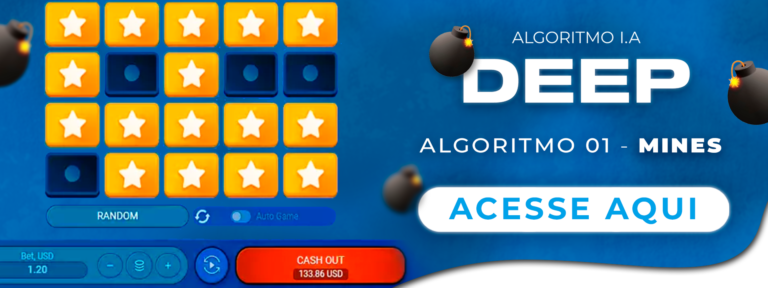 RANDOM
Auto Game
Bet, USD
1.20
CASH OUT
133.86 USD
ALGORITMO I.A
DEEP
ALGORITMO 01 - MINES
ACESSE AQUI